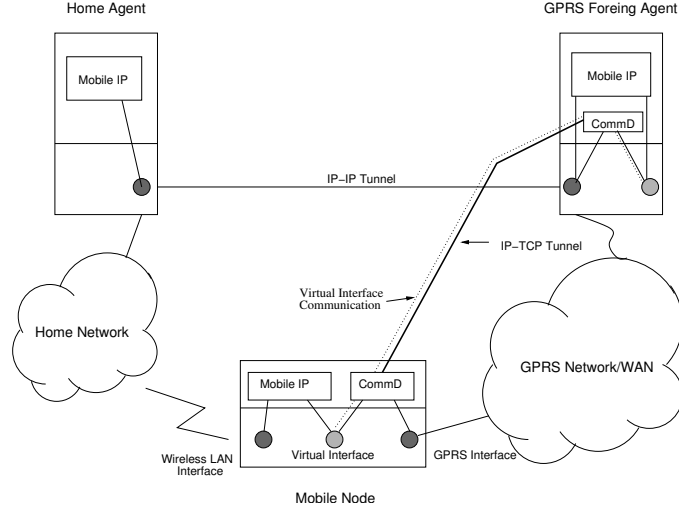 Home Agent
GPRS Foreing Agent
Mobile IP
Mobile IP
CommD
IP−IP Tunnel
IP−TCP Tunnel
Virtual Interface
Communication
Home Network
GPRS Network/WAN
Mobile IP
CommD
Wireless LAN
Interface
Virtual Interface
GPRS Interface
Mobile Node